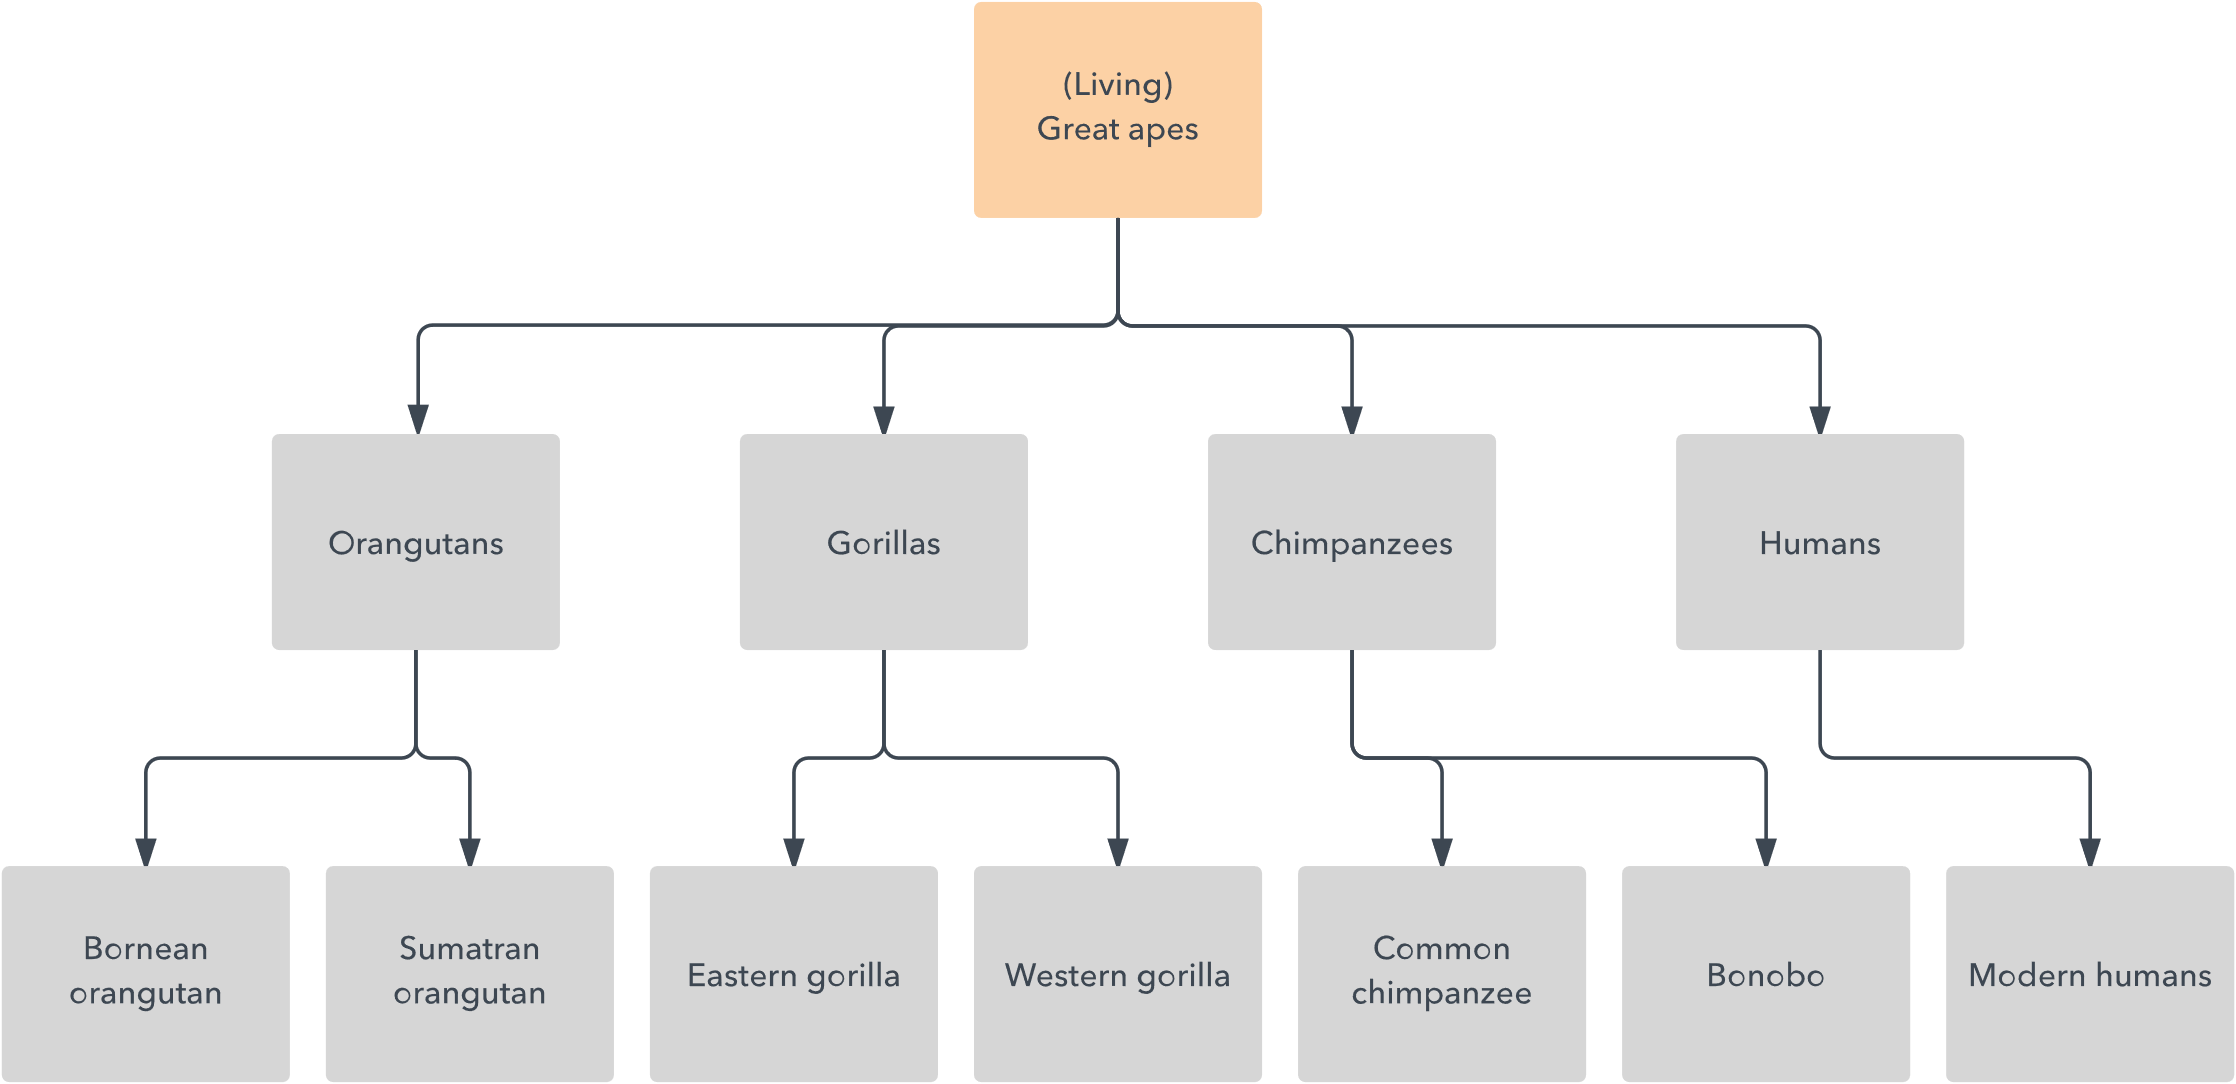 (Living)
Great apes
Orangutans
Gorillas
Chimpanzees
Humans
Bornean
orangutan
Sumatran
orangutan
Eastern gorilla
Western gorilla
Common
chimpanzee
Bonobo
Modern humans